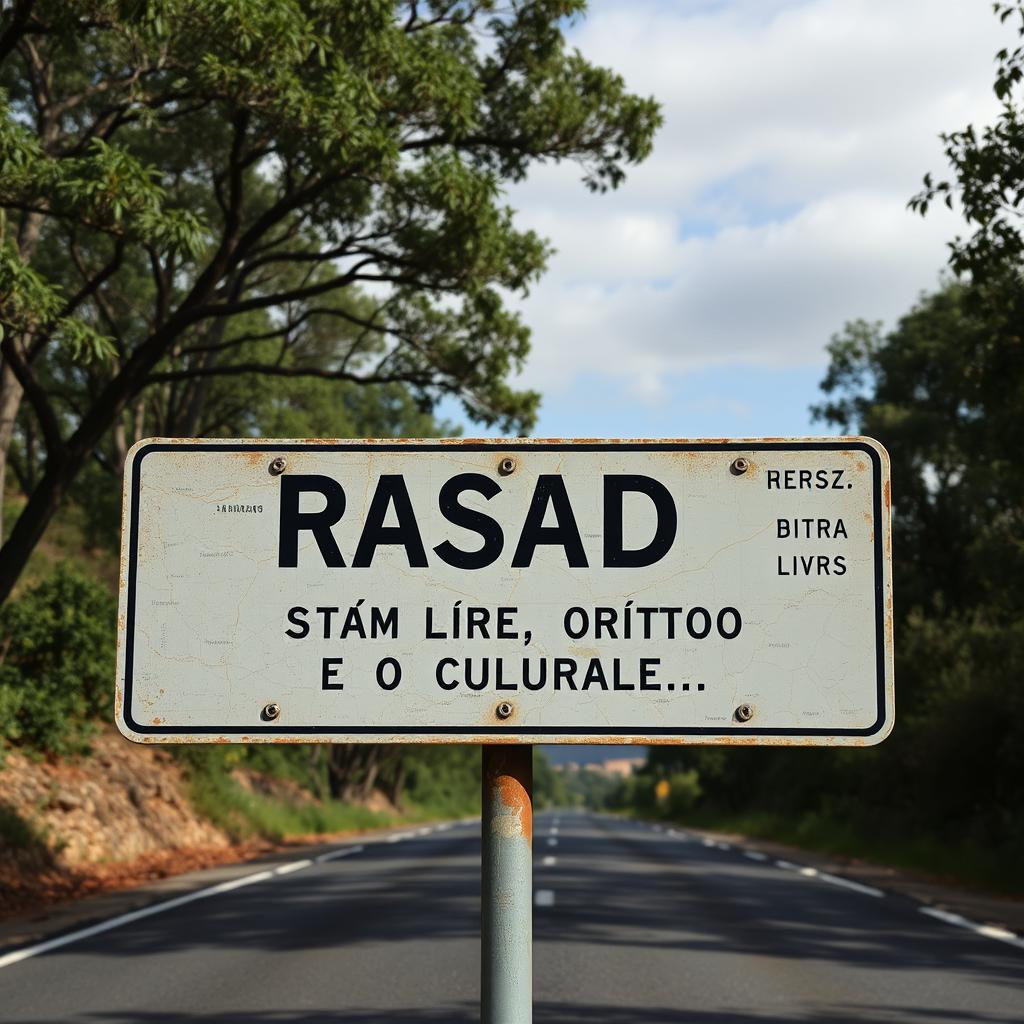 RASAD
RERSZ.
BITRA
LIVRS
STÁM LÍRE, ORÍTTOO
E O CULURALE...